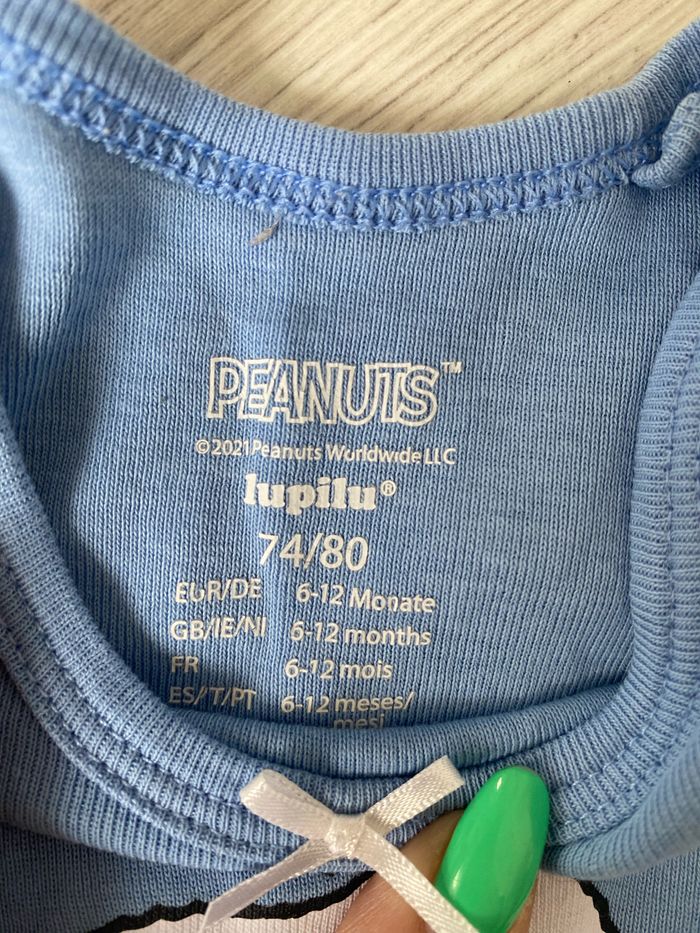 PEANUTS™
©2021 Peanuts Worldwide LLC
lupilu®
74/80
EUR/DE 6-12 Monate
GB/IE/NI 6-12 months
FR 6-12 mois
ES/IT/PT 6-12 meses/
mesi